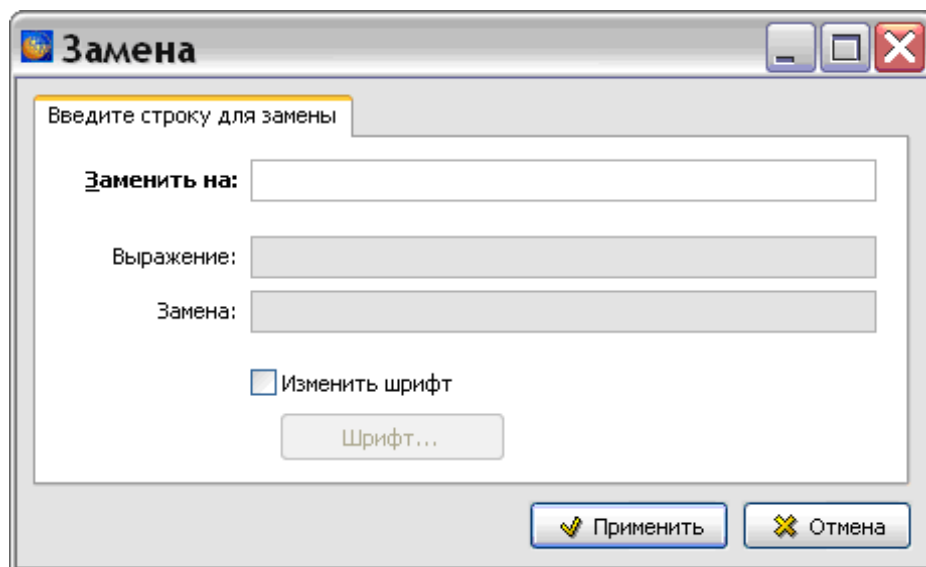 Замена
Введите строку для замены
Заменить на:
Выражение:
Замена:
Изменить шрифт
Шрифт...
Применить
Отмена